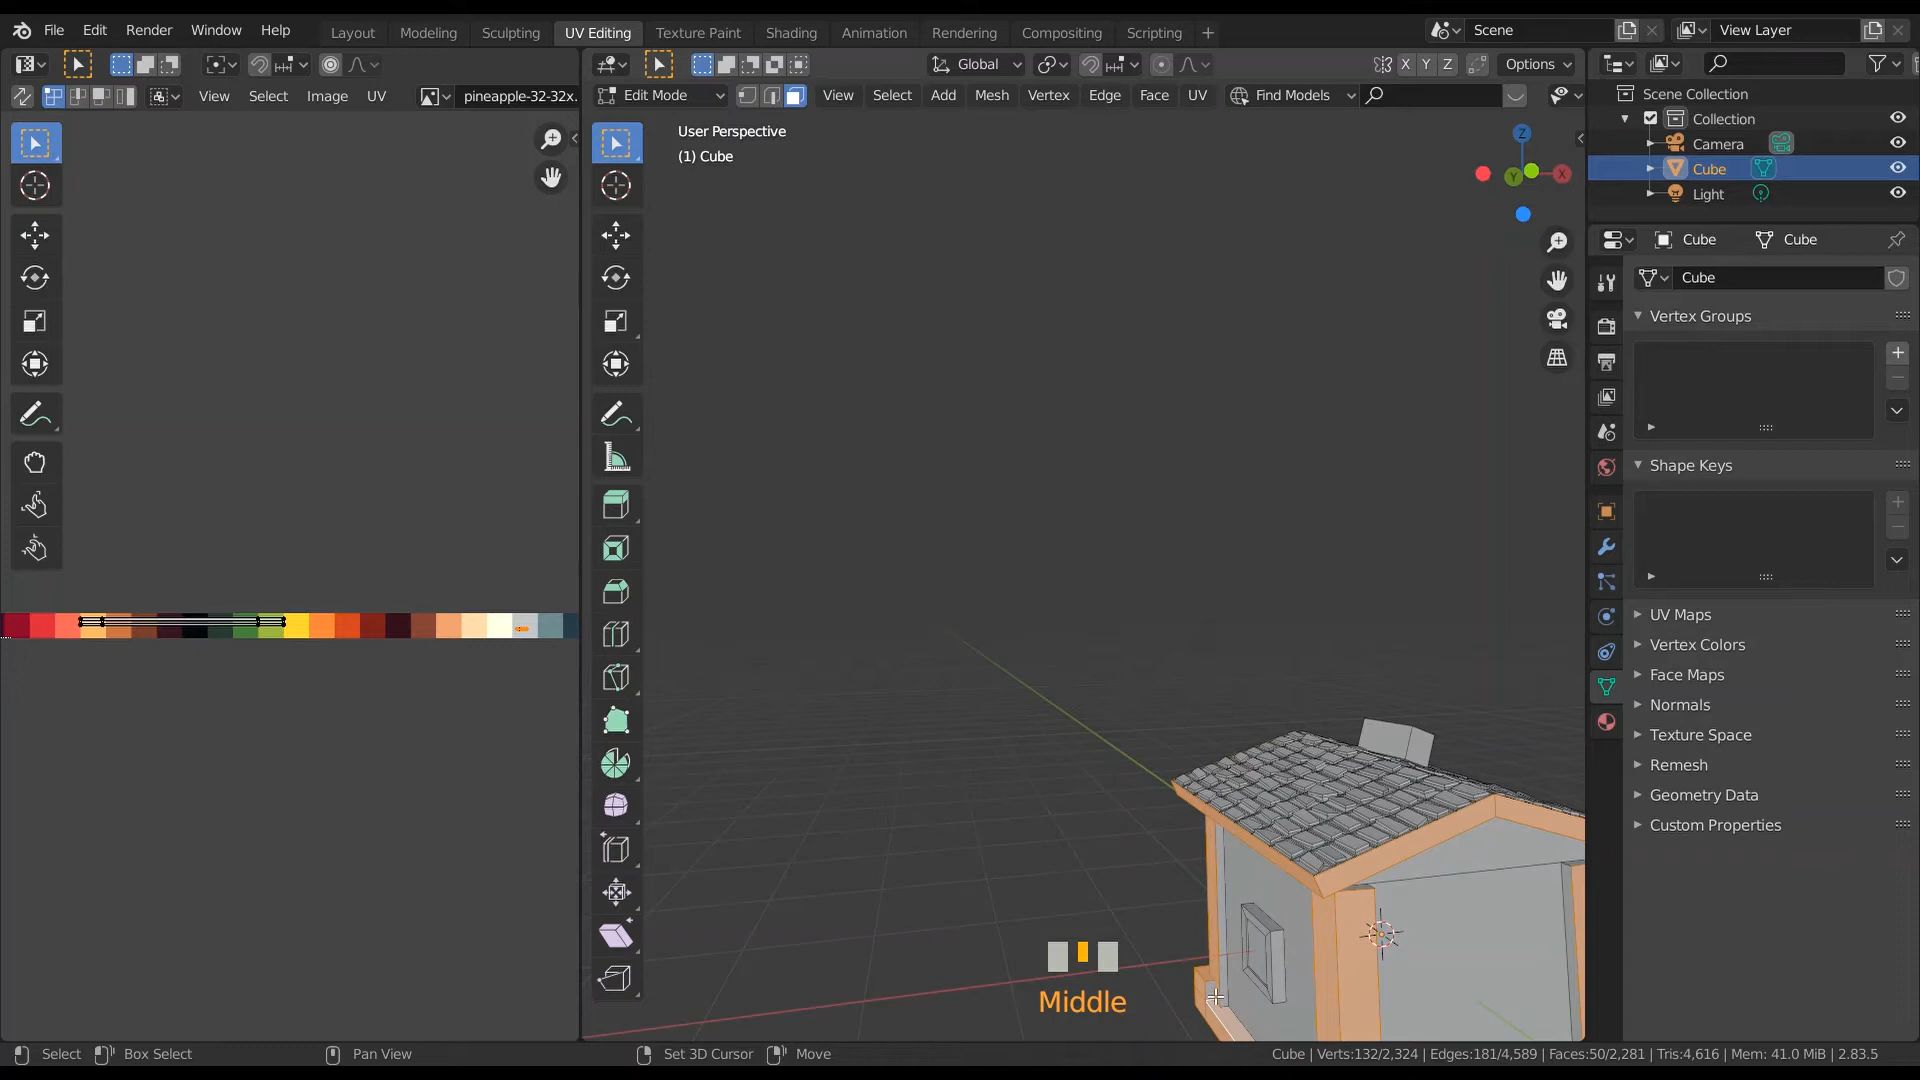 File Edit Render Window Help
Layout Modeling Sculpting UV Editing Texture Paint Shading Animation Rendering Compositing Scripting +
Scene
View Layer
Global
X Y Z
Options
View Select Image UV
pineapple-32-32x.
Edit Mode
View Select Add Mesh Vertex Edge Face UV
Find Models
User Perspective
(1) Cube
Z
Y
X
Scene Collection
Collection
Camera
Cube
Light
Cube Cube
Cube
Vertex Groups
Shape Keys
UV Maps
Vertex Colors
Face Maps
Normals
Texture Space
Remesh
Geometry Data
Custom Properties
Middle
Select Box Select Pan View Set 3D Cursor Move
Cube | Verts:132/2,324 | Edges:181/4,589 | Faces:50/2,281 | Tris:4,616 | Mem: 41.0 MiB | 2.83.5